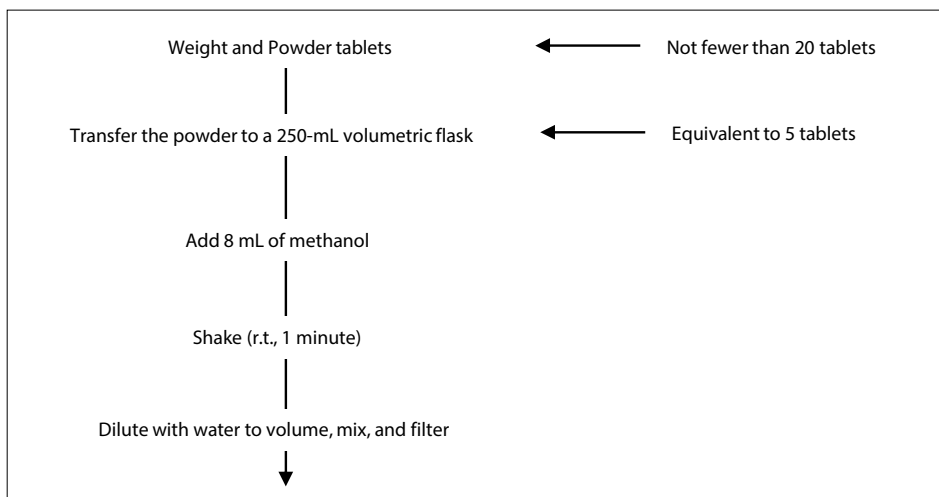 Weight and Powder tablets
Not fewer than 20 tablets
Transfer the powder to a 250-mL volumetric flask
Equivalent to 5 tablets
Add 8 mL of methanol
Shake (r.t., 1 minute)
Dilute with water to volume, mix, and filter